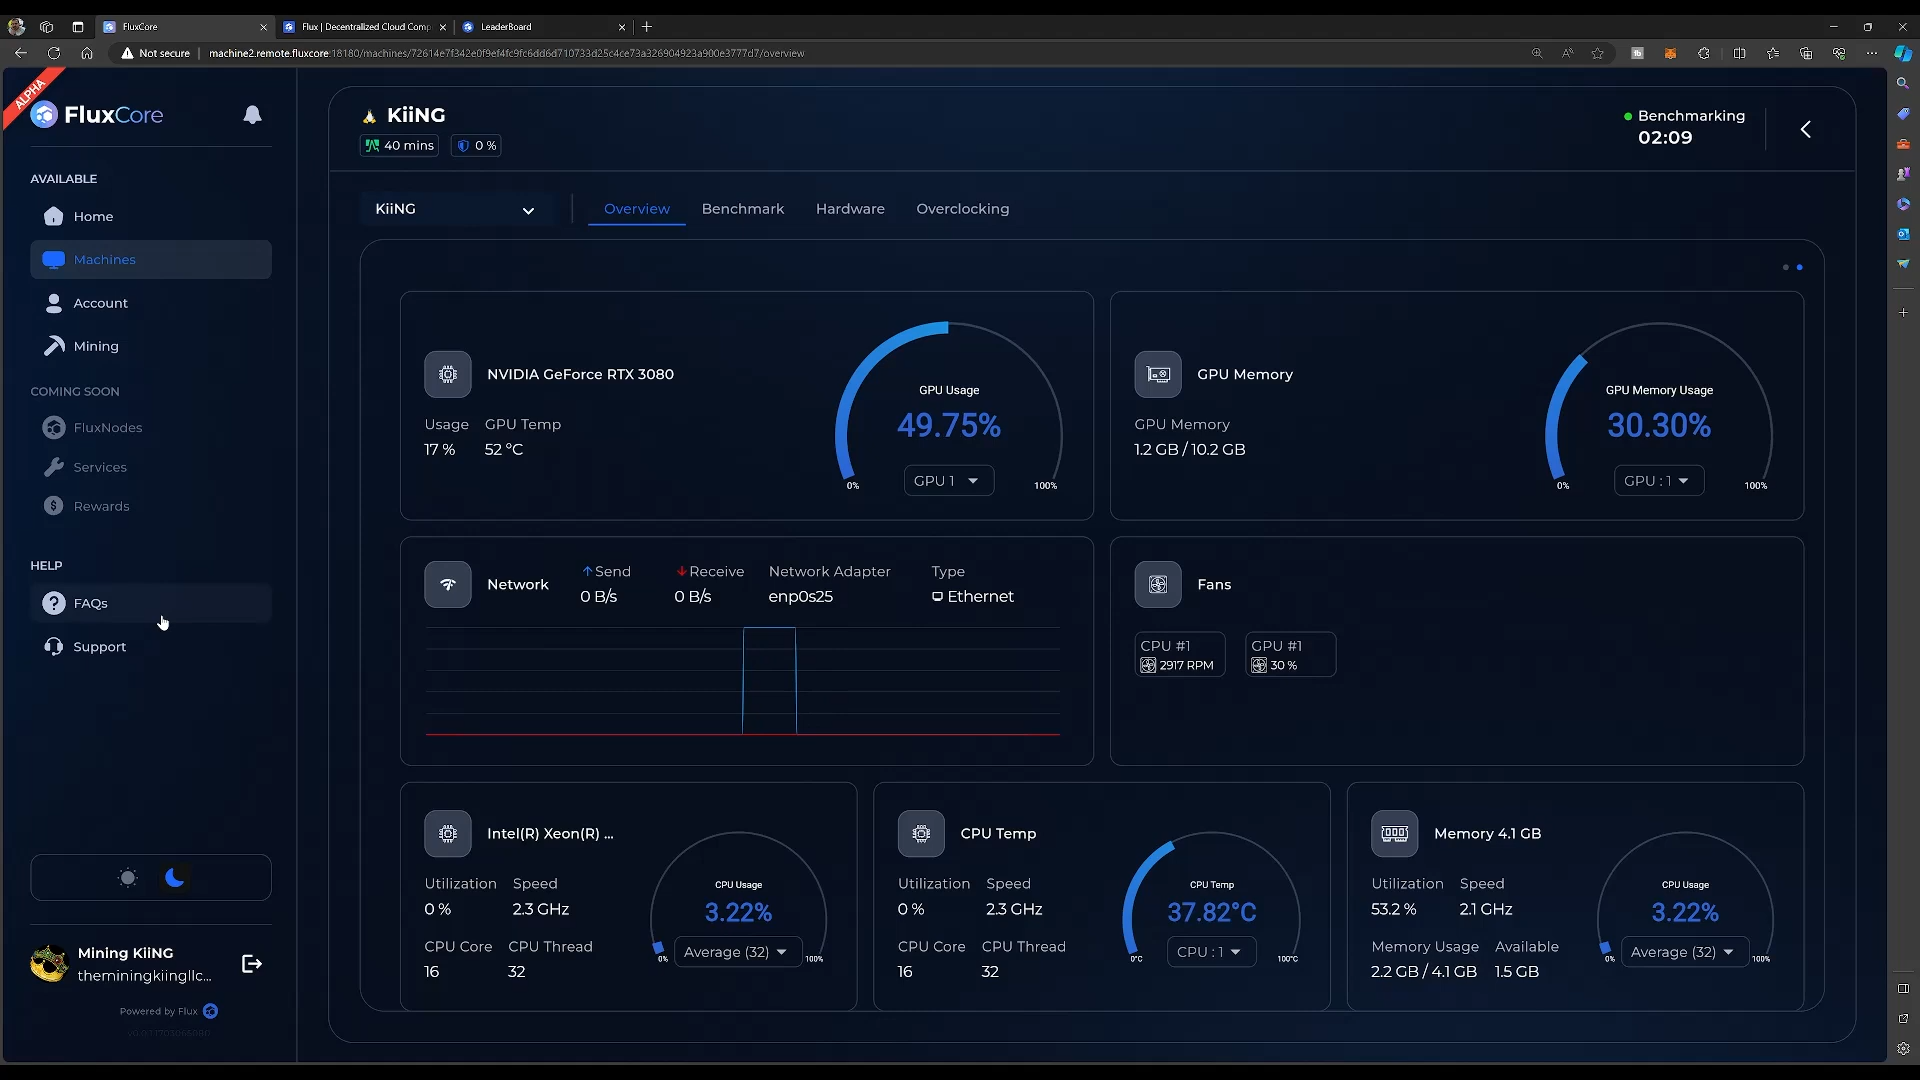 FluxCore
Flux | Decentralized Cloud Comp
LeaderBoard
Not secure
machine2.remote.fluxcore:18180/machines/72614e7f342e0f9ef4fc9fc6dd6d710733d25c4ce73a326904923a900e3777d7/overview
ALPHA
FluxCore
AVAILABLE
Home
Machines
Account
Mining
COMING SOON
FluxNodes
Services
Rewards
HELP
FAQs
Support
Mining KiiNG
theminingkiingllc...
Powered by Flux
KiiNG
40 mins
0 %
Benchmarking
02:09
KiiNG
Overview
Benchmark
Hardware
Overclocking
NVIDIA GeForce RTX 3080
Usage GPU Temp
17 % 52 °C
GPU Usage
49.75%
GPU 1
0% 100%
GPU Memory
GPU Memory
1.2 GB / 10.2 GB
GPU Memory Usage
30.30%
GPU : 1
0% 100%
Network
Send Receive Network Adapter Type
0 B/s 0 B/s enp0s25 Ethernet
Fans
CPU #1
2917 RPM
GPU #1
30 %
Intel(R) Xeon(R) ...
Utilization Speed
0 % 2.3 GHz
CPU Core CPU Thread
16 32
CPU Usage
3.22%
Average (32)
0% 100%
CPU Temp
Utilization Speed
0 % 2.3 GHz
CPU Core CPU Thread
16 32
CPU Temp
37.82°C
CPU : 1
0°C 100°C
Memory 4.1 GB
Utilization Speed
53.2 % 2.1 GHz
Memory Usage Available
2.2 GB / 4.1 GB 1.5 GB
CPU Usage
3.22%
Average (32)
0% 100%